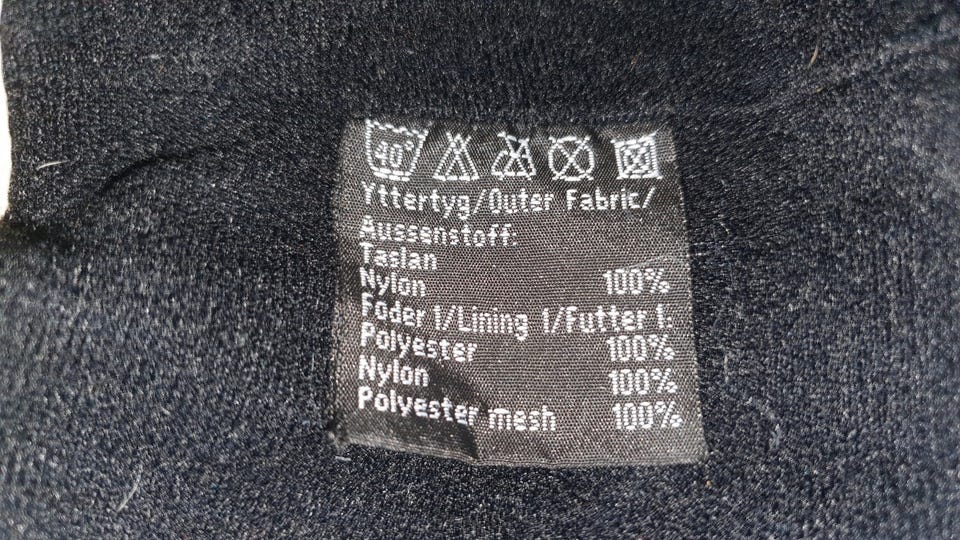 40°
Yttertyg/Outer Fabric/
Aussenstoff:
Taslan
Nylon 100%
Foder 1/Lining 1/Futter 1:
Polyester 100%
Nylon 100%
Polyester mesh 100%